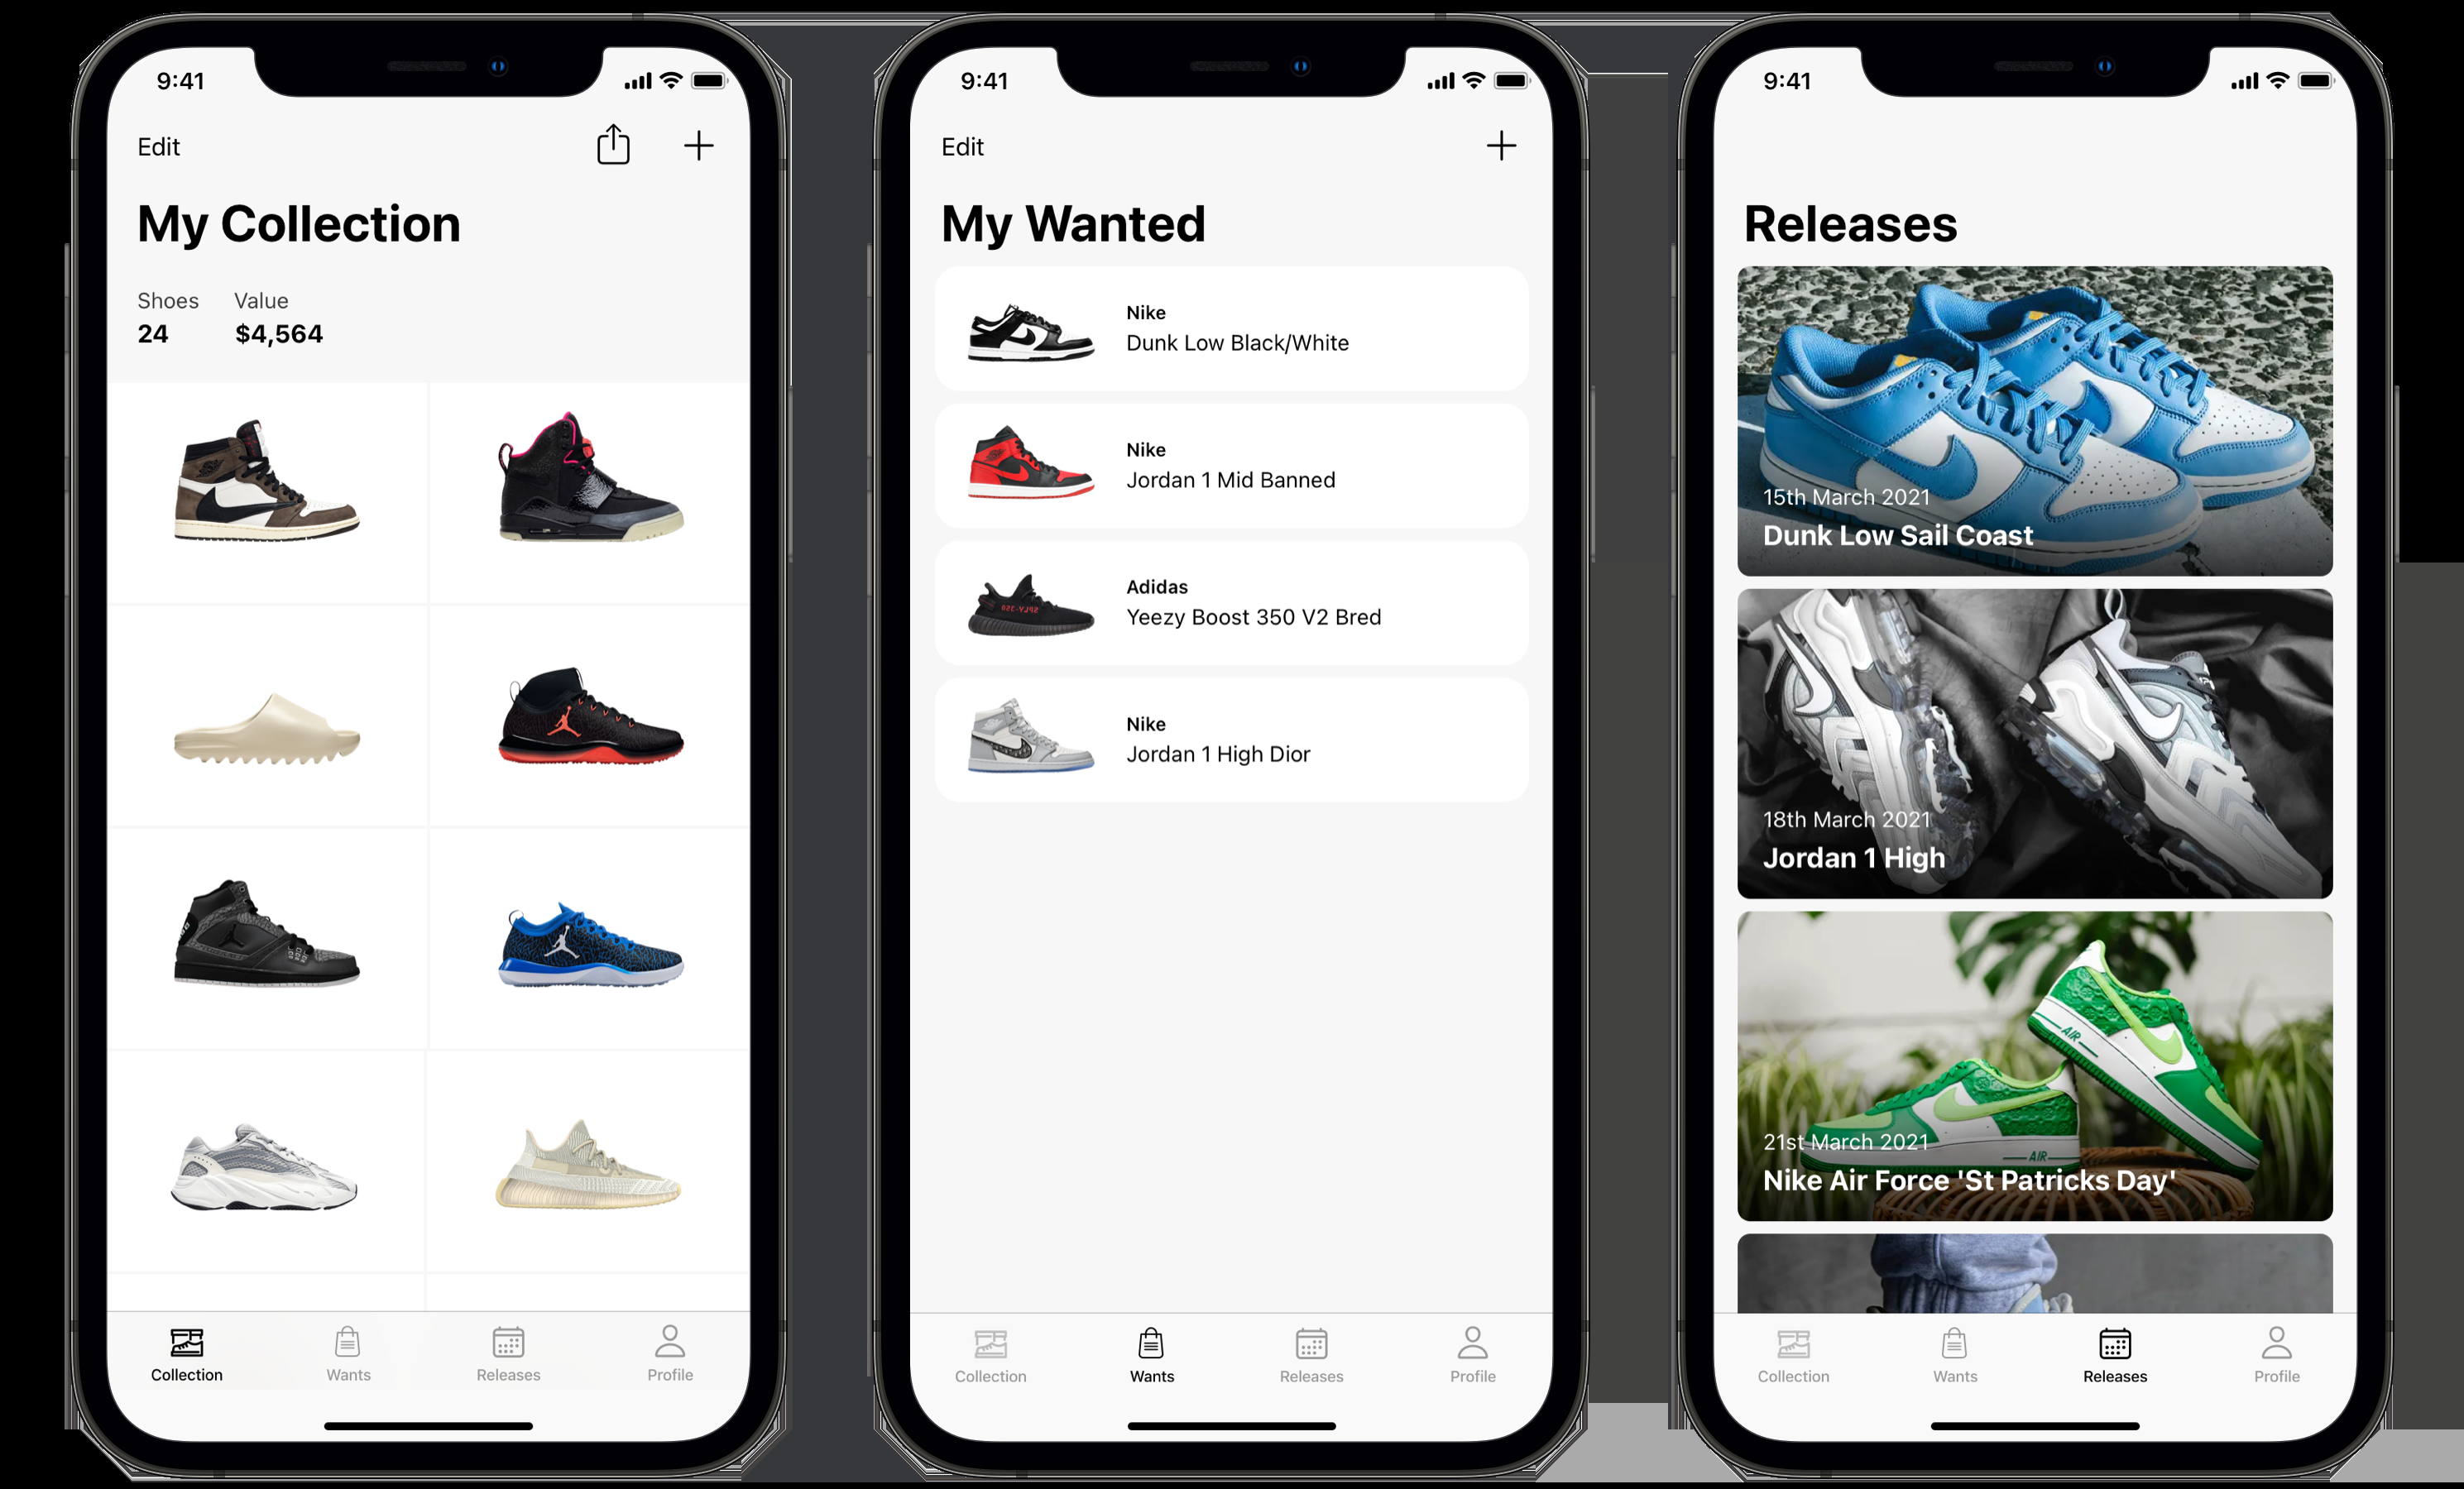 9:41
Edit
My Collection
Shoes Value
24 $4,564
Collection Wants Releases Profile
9:41
Edit
My Wanted
Nike
Dunk Low Black/White
Nike
Jordan 1 Mid Banned
Adidas
Yeezy Boost 350 V2 Bred
Nike
Jordan 1 High Dior
Collection Wants Releases Profile
9:41
Releases
15th March 2021
Dunk Low Sail Coast
18th March 2021
Jordan 1 High
AIR
AIR
21st March 2021
Nike Air Force 'St Patricks Day'
Collection Wants Releases Profile